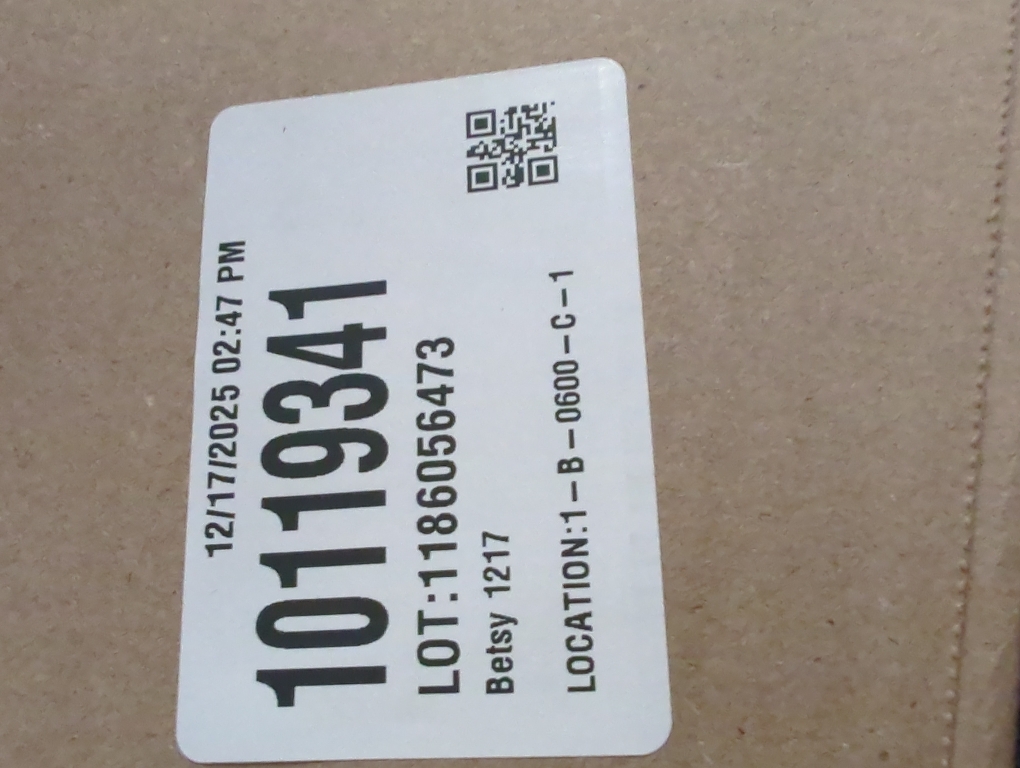 12/17/2025 02:47 PM
10119341
LOT:1186056473
Betsy 1217
LOCATION:1-B-0600-C-1